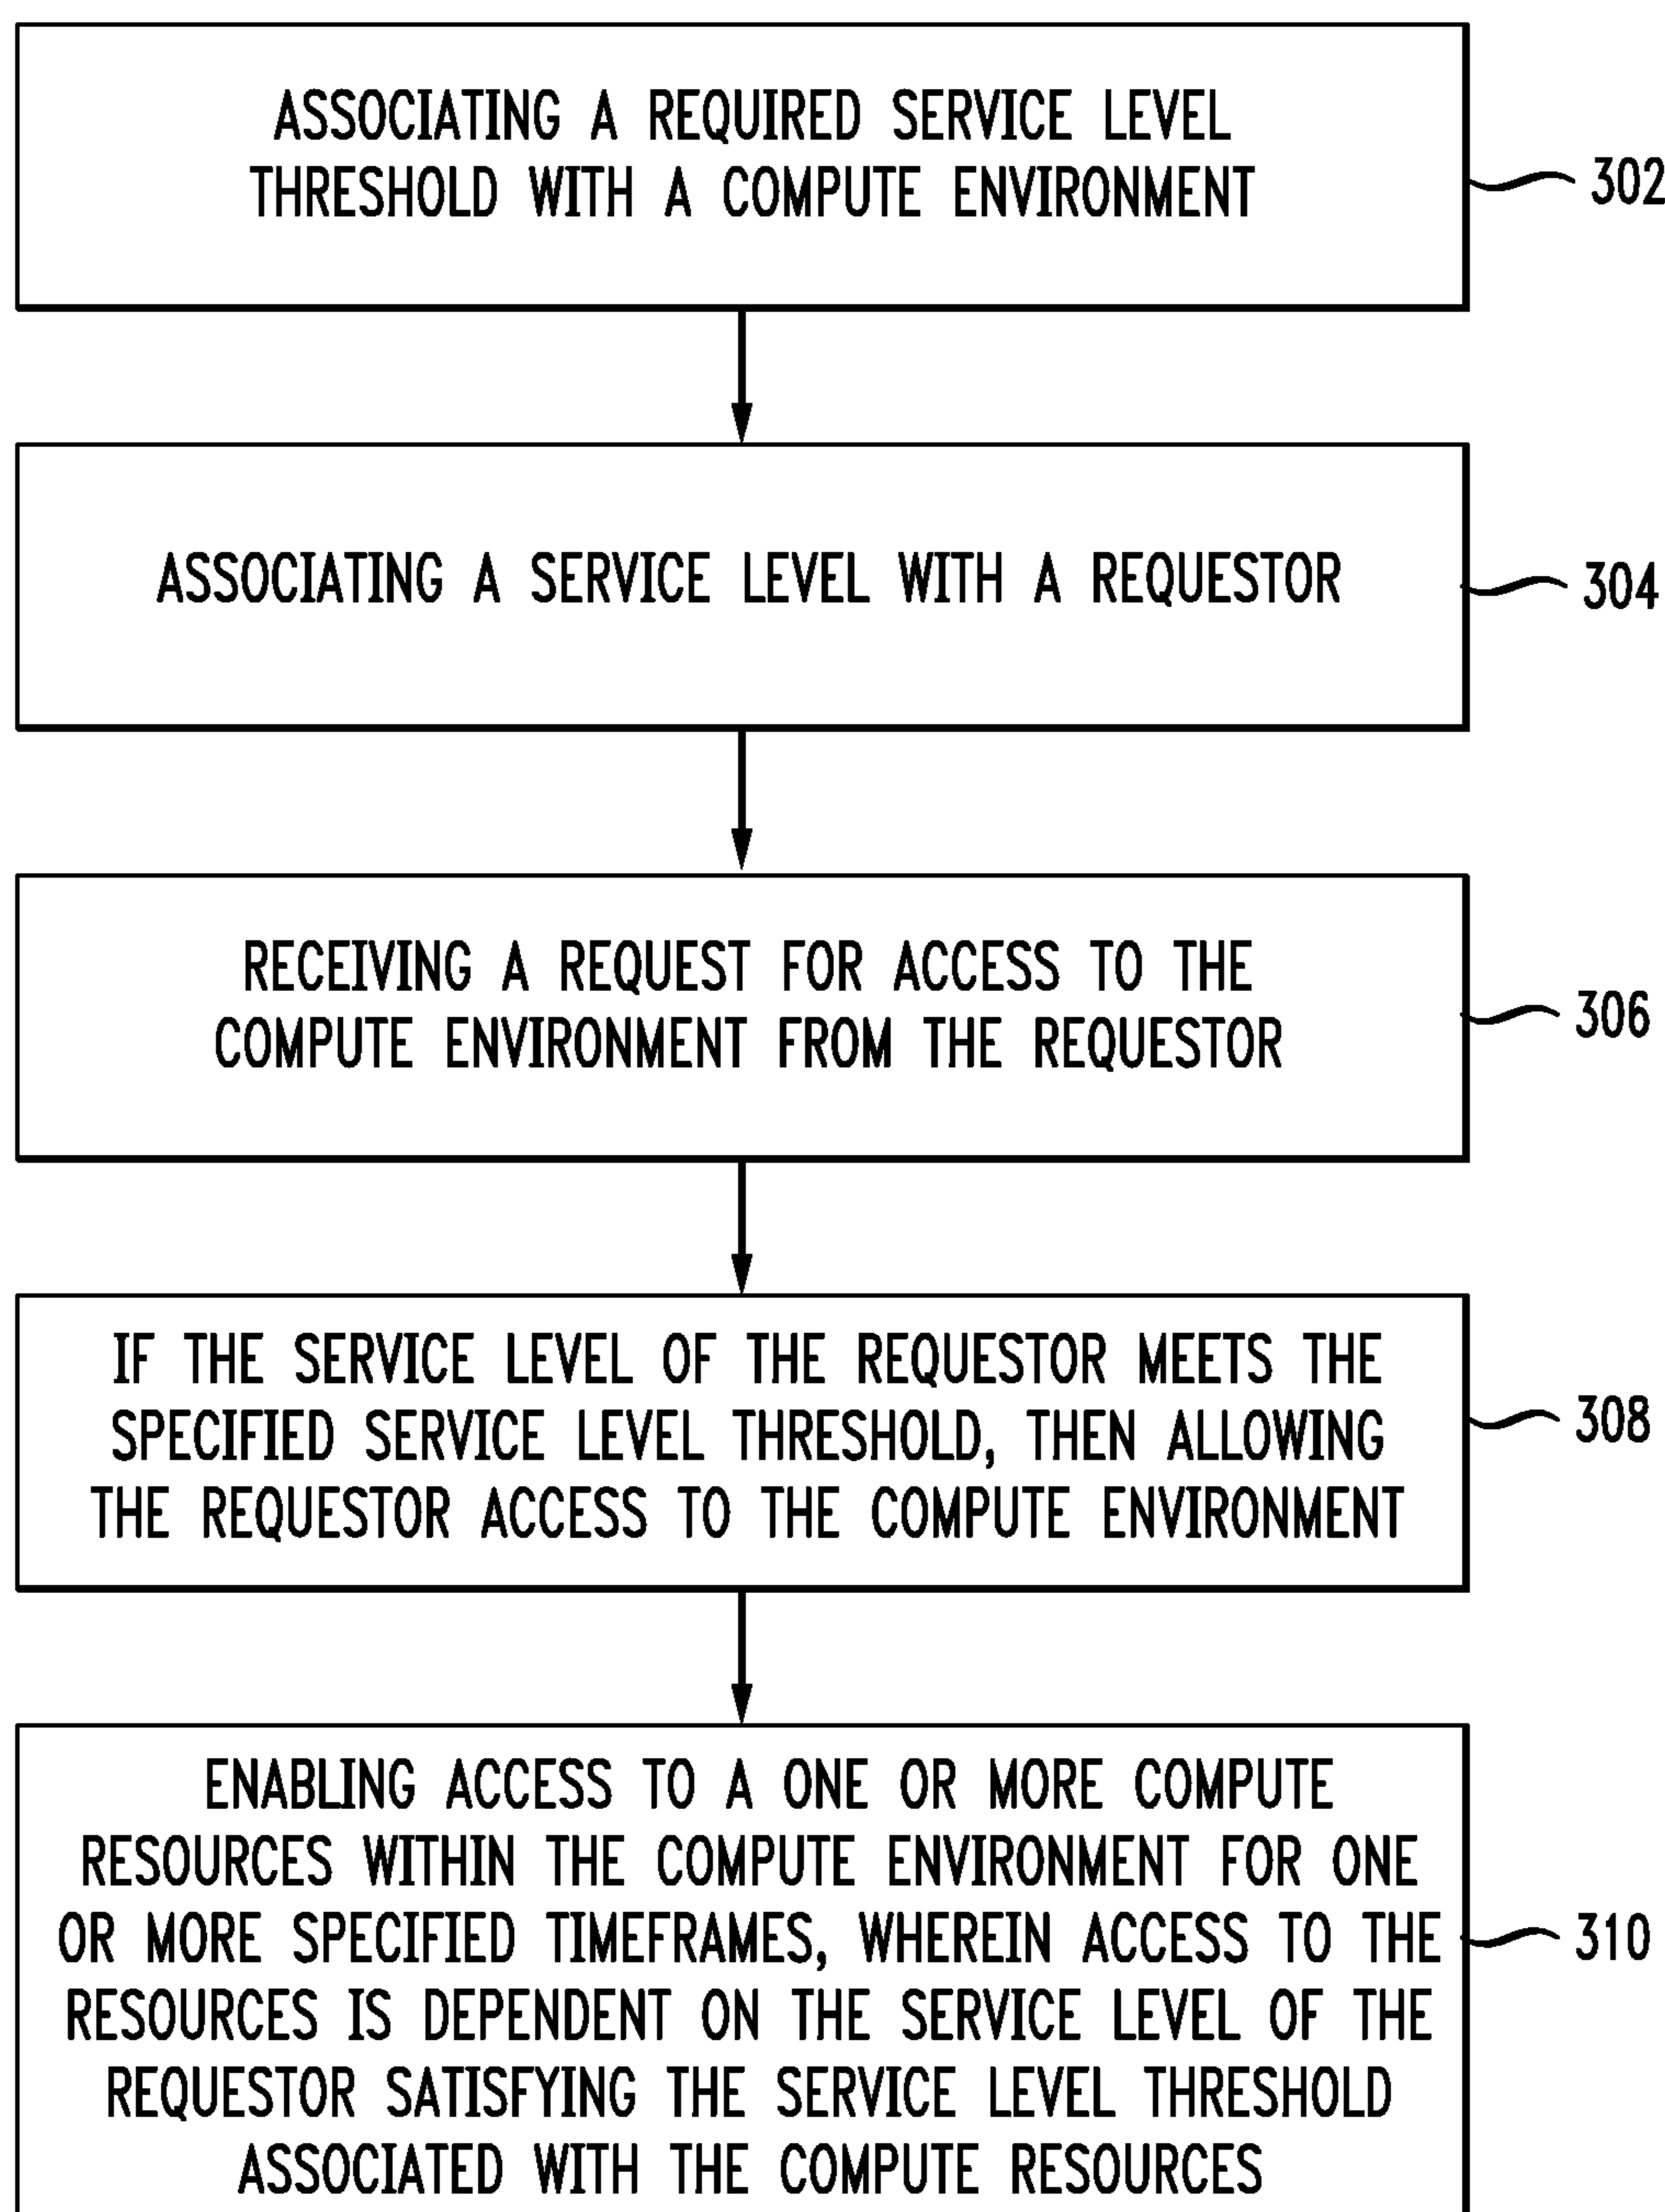 ASSOCIATING A REQUIRED SERVICE LEVEL
THRESHOLD WITH A COMPUTE ENVIRONMENT
302
ASSOCIATING A SERVICE LEVEL WITH A REQUESTOR
304
RECEIVING A REQUEST FOR ACCESS TO THE
COMPUTE ENVIRONMENT FROM THE REQUESTOR
306
IF THE SERVICE LEVEL OF THE REQUESTOR MEETS THE
SPECIFIED SERVICE LEVEL THRESHOLD, THEN ALLOWING
THE REQUESTOR ACCESS TO THE COMPUTE ENVIRONMENT
308
ENABLING ACCESS TO A ONE OR MORE COMPUTE
RESOURCES WITHIN THE COMPUTE ENVIRONMENT FOR ONE
OR MORE SPECIFIED TIMEFRAMES, WHEREIN ACCESS TO THE
RESOURCES IS DEPENDENT ON THE SERVICE LEVEL OF THE
REQUESTOR SATISFYING THE SERVICE LEVEL THRESHOLD
ASSOCIATED WITH THE COMPUTE RESOURCES
310